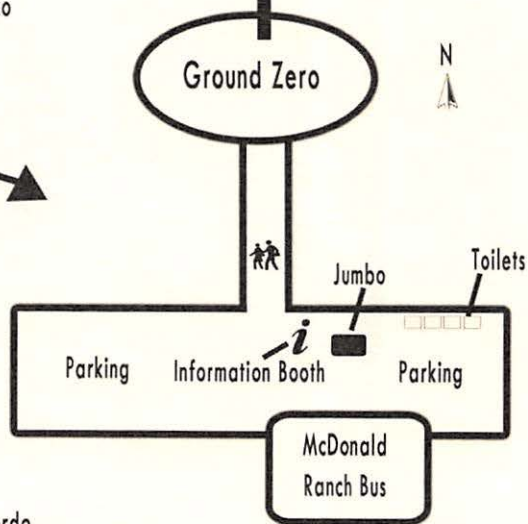 o
Ground Zero
N
Jumbo
Toilets
i
Parking
Information Booth
Parking
McDonald
Ranch Bus